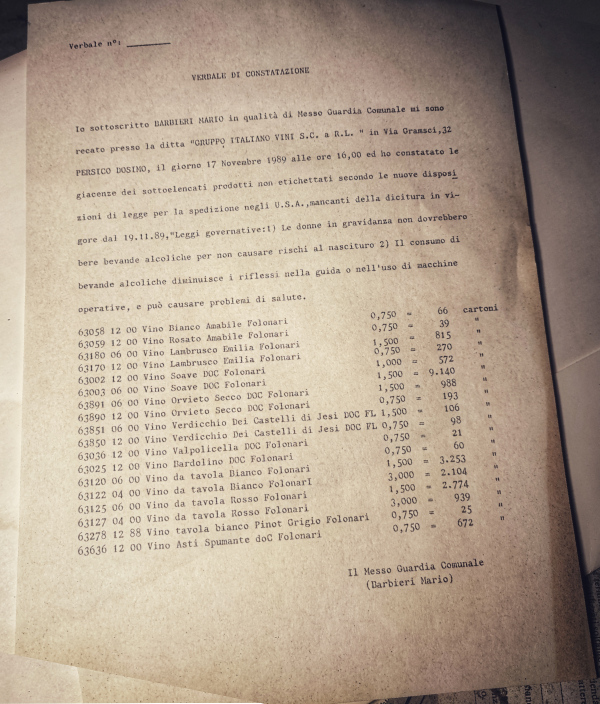 Verbale n°: ________
VERBALE DI CONSTATAZIONE
Io sottoscritto BARBIERI MARIO in qualità di Messo Guardia Comunale mi sono
recato presso la ditta "GRUPPO ITALIANO VINI S.C. a R.L. " in Via Gramsci,32
PERSICO DOSIMO, il giorno 17 Novembre 1989 alle ore 16,00 ed ho constatato le
giacenze dei sottoelencati prodotti non etichettati secondo le nuove disposi
zioni di legge per la spedizione negli U.S.A.,mancanti della dicitura in vi-
gore dal 19.11.89,"Leggi governative:1) Le donne in gravidanza non dovrebbero
bere bevande alcoliche per non causare rischi al nascituro 2) Il consumo di
bevande alcoliche diminuisce i riflessi nella guida o nell'uso di macchine
operative, e può causare problemi di salute.
63058 12 00 Vino Bianco Amabile Folonari 0,750 = 66 cartoni
63059 12 00 Vino Rosato Amabile Folonari 0,750 = 39 "
63180 06 00 Vino Lambrusco Emilia Folonari 1,500 = 815 "
63170 12 00 Vino Lambrusco Emilia Folonari 0,750 = 270 "
63002 12 00 Vino Soave DOC Folonari 1,000 = 572 "
63003 06 00 Vino Soave DOC Folonari 1,500 = 9.140 "
63891 06 00 Vino Orvieto Secco DOC Folonari 1,500 = 988 "
63890 12 00 Vino Orvieto Secco DOC Folonari 0,750 = 193 "
63851 06 00 Vino Verdicchio Dei Castelli di Jesi DOC FL 1,500 = 106 "
63850 12 00 Vino Verdicchio Dei Castelli di Jesi DOC FL 0,750 = 98 "
63036 12 00 Vino Valpolicella DOC Folonari 0,750 = 21 "
63025 12 00 Vino Bardolino DOC Folonari 0,750 = 60 "
63120 06 00 Vino da tavola Bianco Folonari 1,500 = 3.253 "
63122 04 00 Vino da tavola Bianco FolonarI 3,000 = 2.104 "
63125 06 00 Vino da tavola Rosso Folonari 1,500 = 2.774 "
63127 04 00 Vino da tavola Rosso Folonari 3,000 = 939 "
63278 12 88 Vino tavola bianco Pinot Grigio Folonari 0,750 = 25 "
63636 12 00 Vino Asti Spumante doC Folonari 0,750 = 672 "
Il Messo Guardia Comunale
(Barbieri Mario)